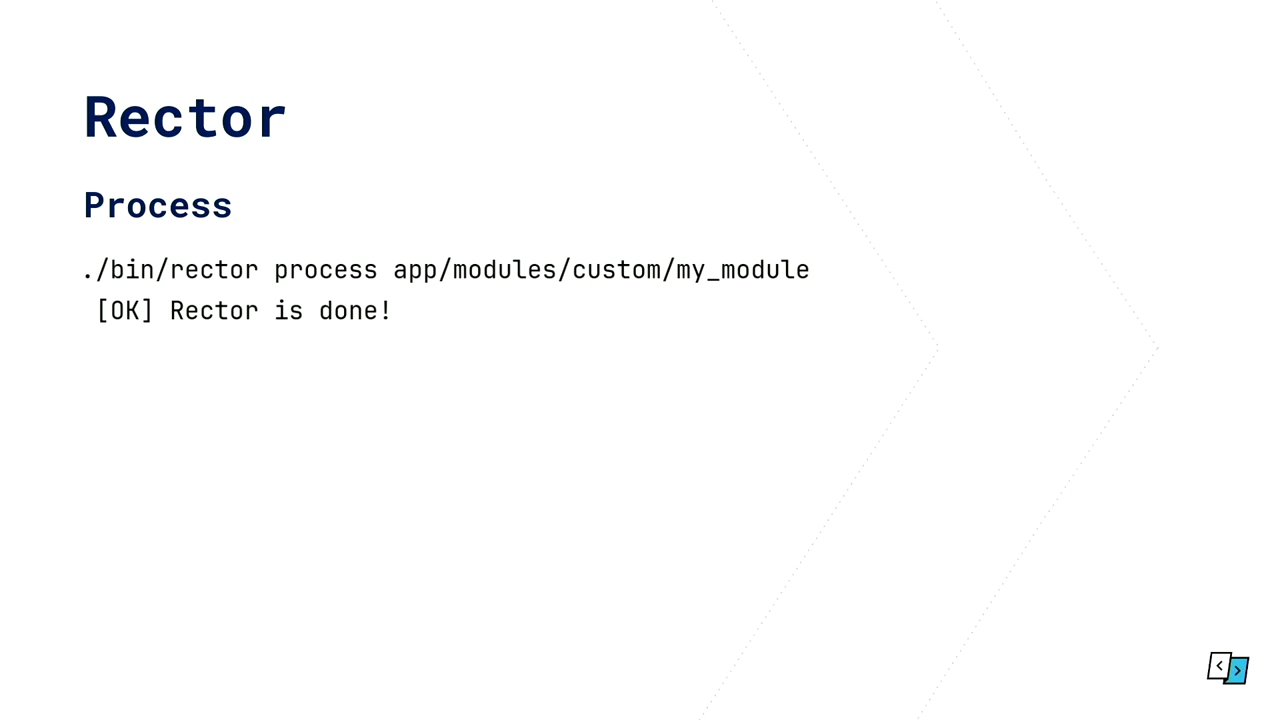 Rector
Process
./bin/rector process app/modules/custom/my_module
[OK] Rector is done!